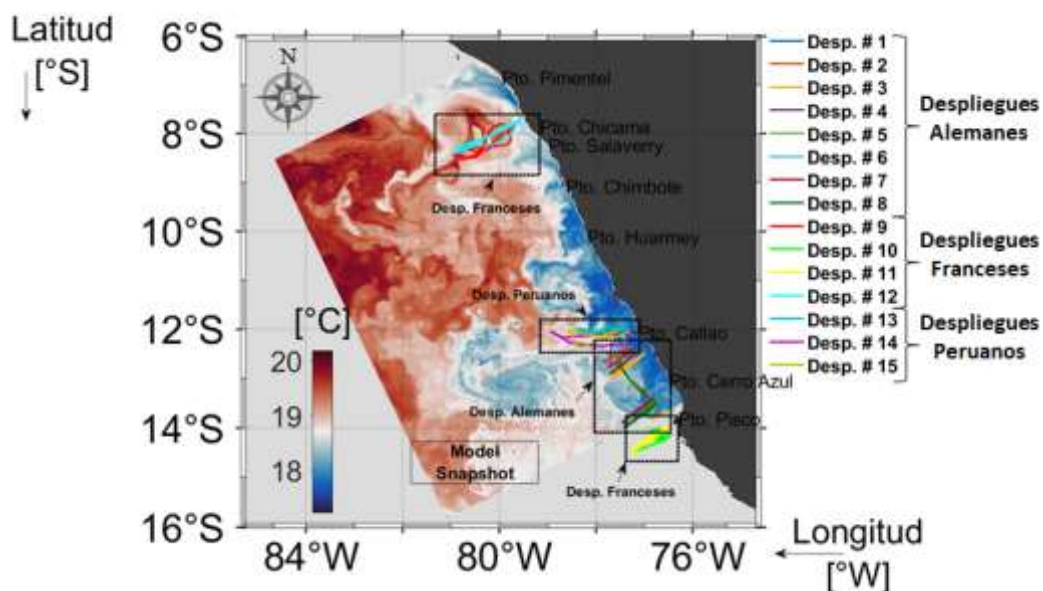 Latitud
[°S]
6°S
8°S
10°S
12°S
14°S
16°S
N
Pto. Pimentel
Pto. Chicama
Pto. Salaverry
Pto. Chimbote
Desp. Franceses
Pto. Huarmey
Desp. Peruanos
Pto. Callao
[°C]
20
19
18
Pto. Cerro Azul
Desp. Alemanes
Pto. Pisco
Model
Snapshot
Desp. Franceses
84°W
80°W
76°W
Longitud
[°W]
Desp. # 1
Desp. # 2
Desp. # 3
Desp. # 4
Desp. # 5
Desp. # 6
Desp. # 7
Desp. # 8
Desp. # 9
Desp. # 10
Desp. # 11
Desp. # 12
Desp. # 13
Desp. # 14
Desp. # 15
Despliegues
Alemanes
Despliegues
Franceses
Despliegues
Peruanos